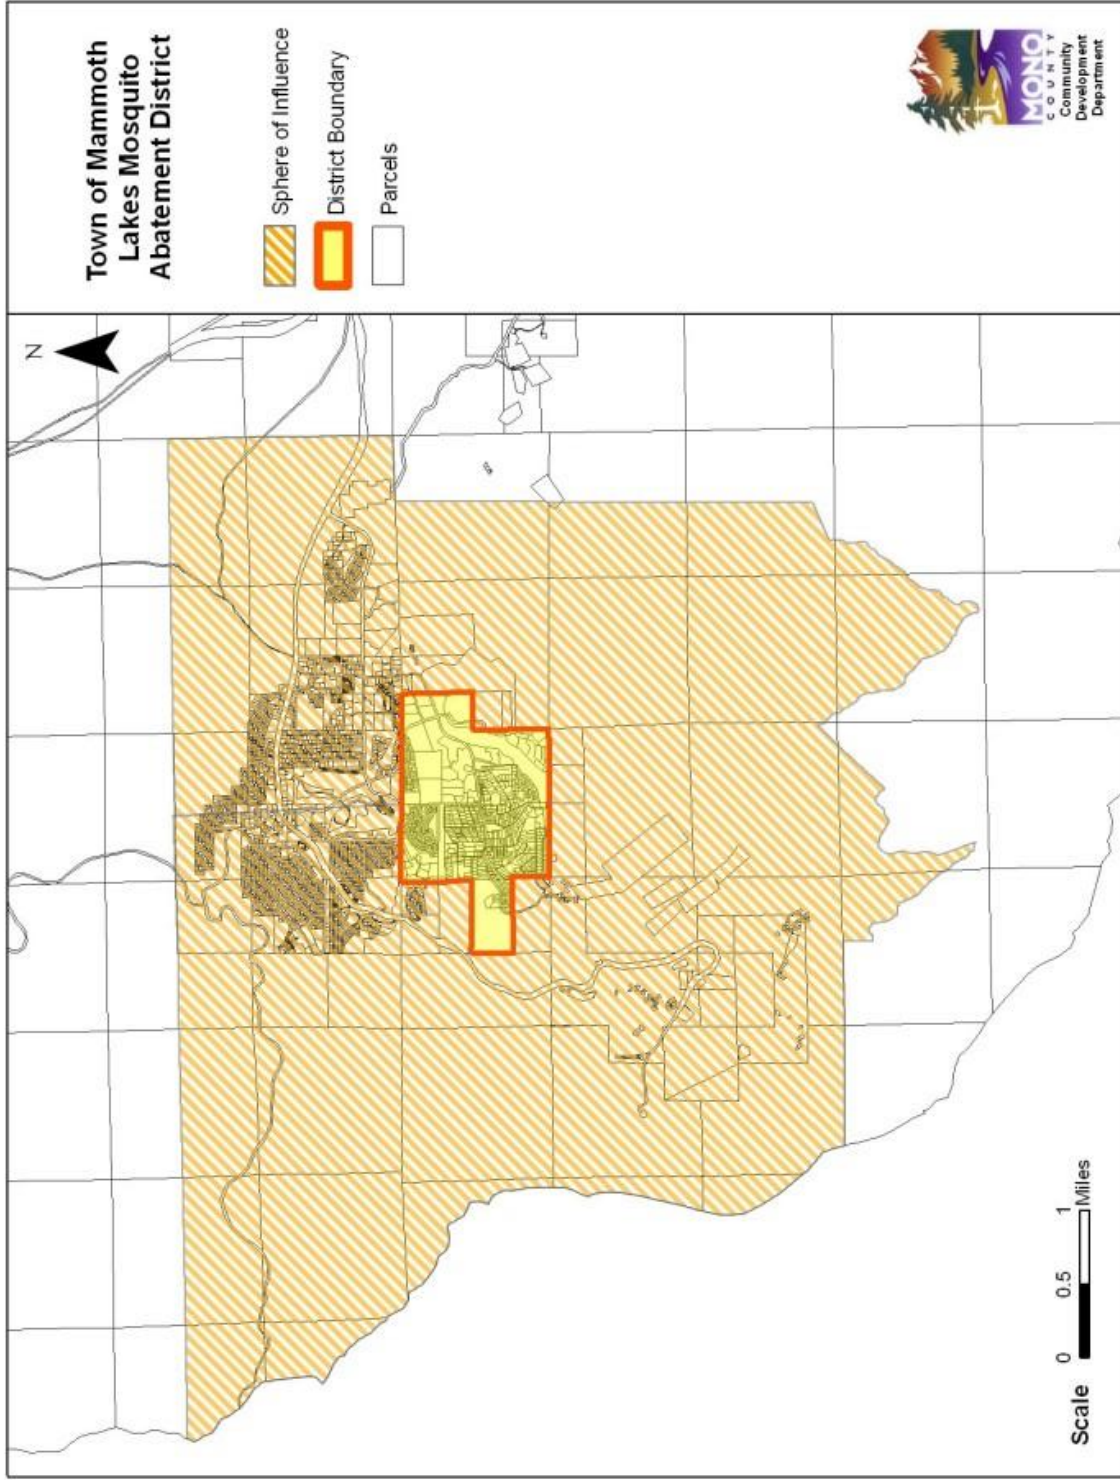 Town of Mammoth
Lakes Mosquito
Abatement District
Sphere of Influence
District Boundary
Parcels
N
Scale
0
0.5
1
Miles
MONO
COUNTY
Community
Development
Department